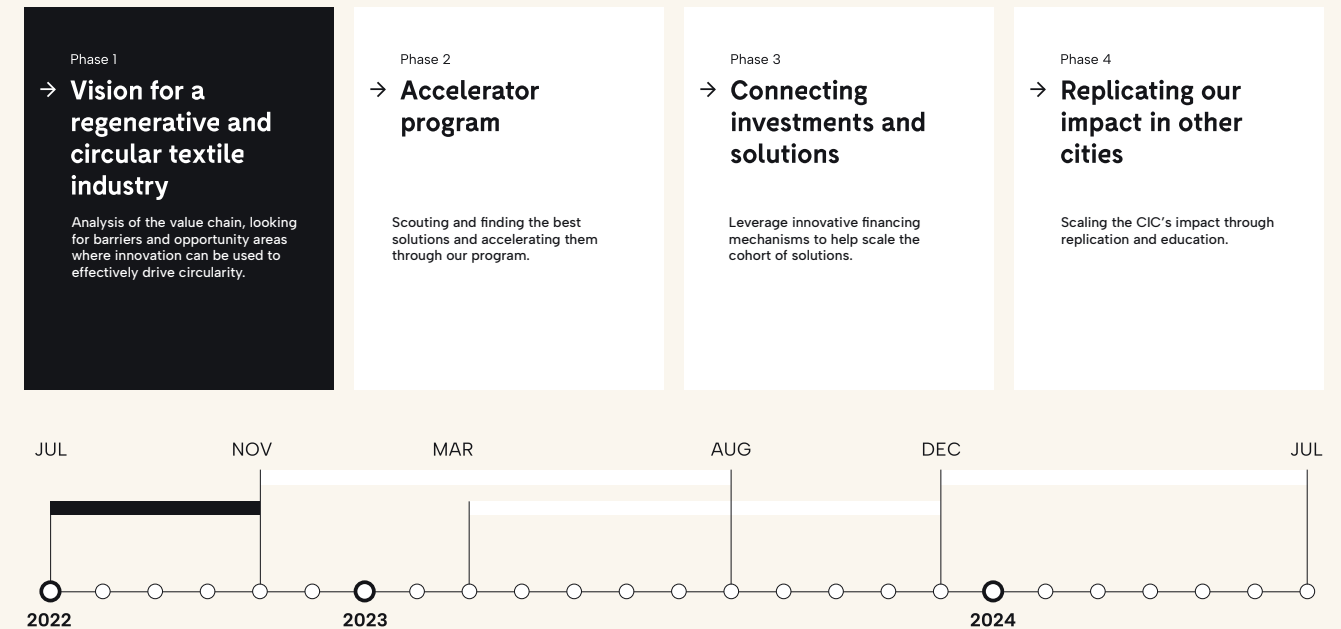 Phase 1
Vision for a
regenerative and
circular textile
industry
Analysis of the value chain, looking
for barriers and opportunity areas
where innovation can be used to
effectively drive circularity.
Phase 2
Accelerator
program
Scouting and finding the best
solutions and accelerating them
through our program.
Phase 3
Connecting
investments and
solutions
Leverage innovative financing
mechanisms to help scale the
cohort of solutions.
Phase 4
Replicating our
impact in other
cities
Scaling the CIC's impact through
replication and education.
JUL NOV MAR AUG DEC JUL
2022 2023 2024